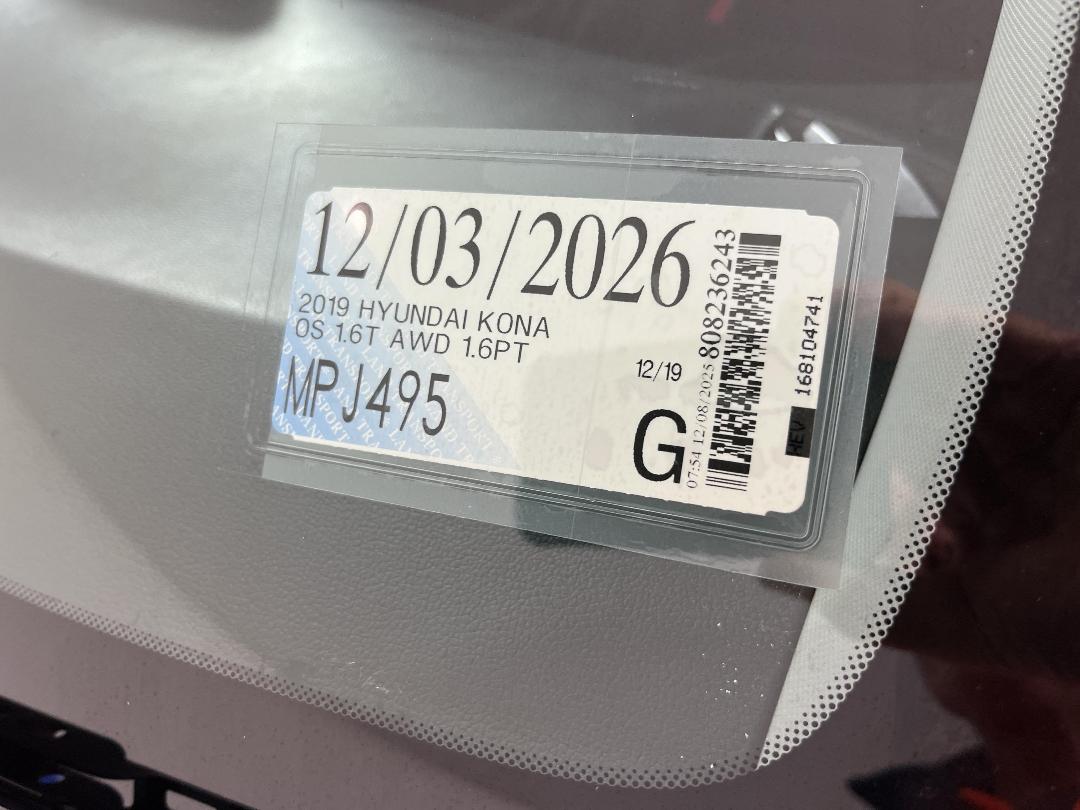 12/03/2026
2019 HYUNDAI KONA
OS 1.6T AWD 1.6PT
MPJ495
12/19
G
07:54 12/08/2025 808236243
168104741
REV